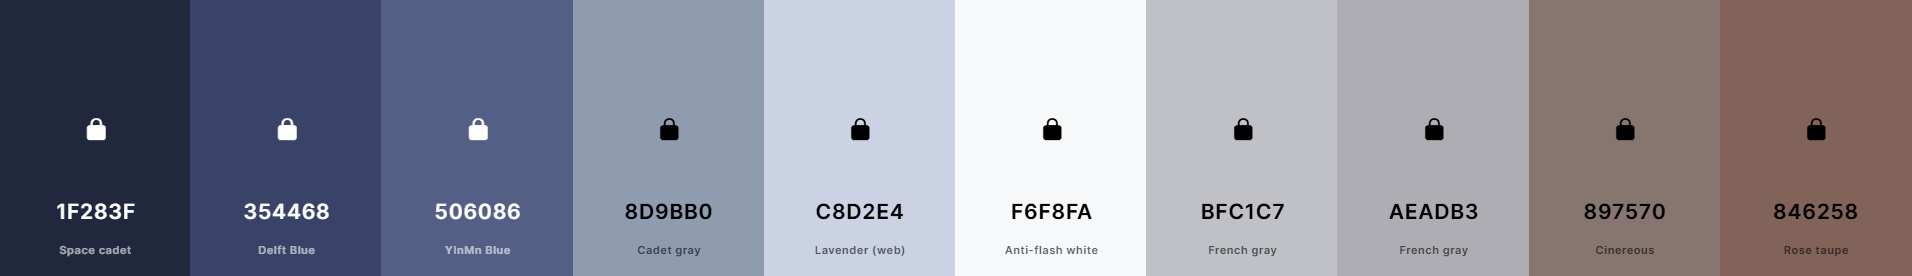 1F283F
Space cadet
354468
Delft Blue
506086
YInMn Blue
8D9BB0
Cadet gray
C8D2E4
Lavender (web)
F6F8FA
Anti-flash white
BFC1C7
French gray
AEADB3
French gray
897570
Cinereous
846258
Rose taupe